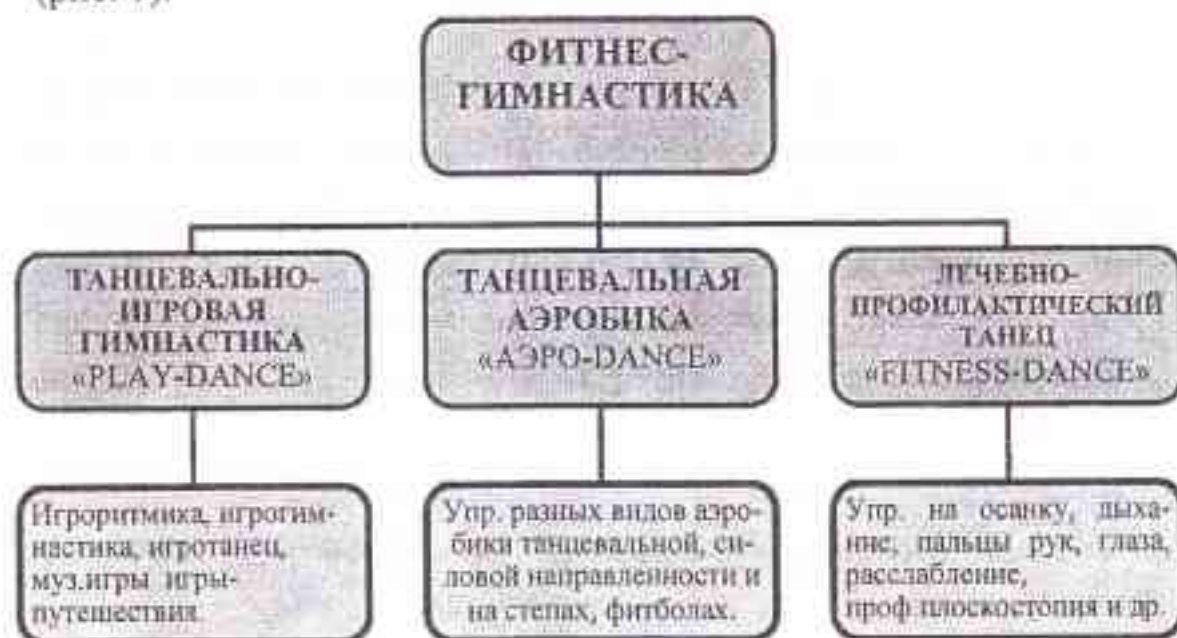 ФИТНЕС-
ГИМНАСТИКА
ТАНЦЕВАЛЬНО-
ИГРОВАЯ
ГИМНАСТИКА
«PLAY-DANCE»
ТАНЦЕВАЛЬНАЯ
АЭРОБИКА
«АЭРО-DANCE»
ЛЕЧЕБНО-
ПРОФИЛАКТИЧЕСКИЙ
ТАНЕЦ
«FITNESS-DANCE»
Игроритмика, игрогим-
настика, игротанец,
муз.игры игры-
путешествия.
Упр. разных видов аэро-
бики танцевальной, си-
ловой направленности и
на степах, фитболах.
Упр. на осанку, дыха-
ние, пальцы рук, глаза,
расслабление,
проф.плоскостопия и др.